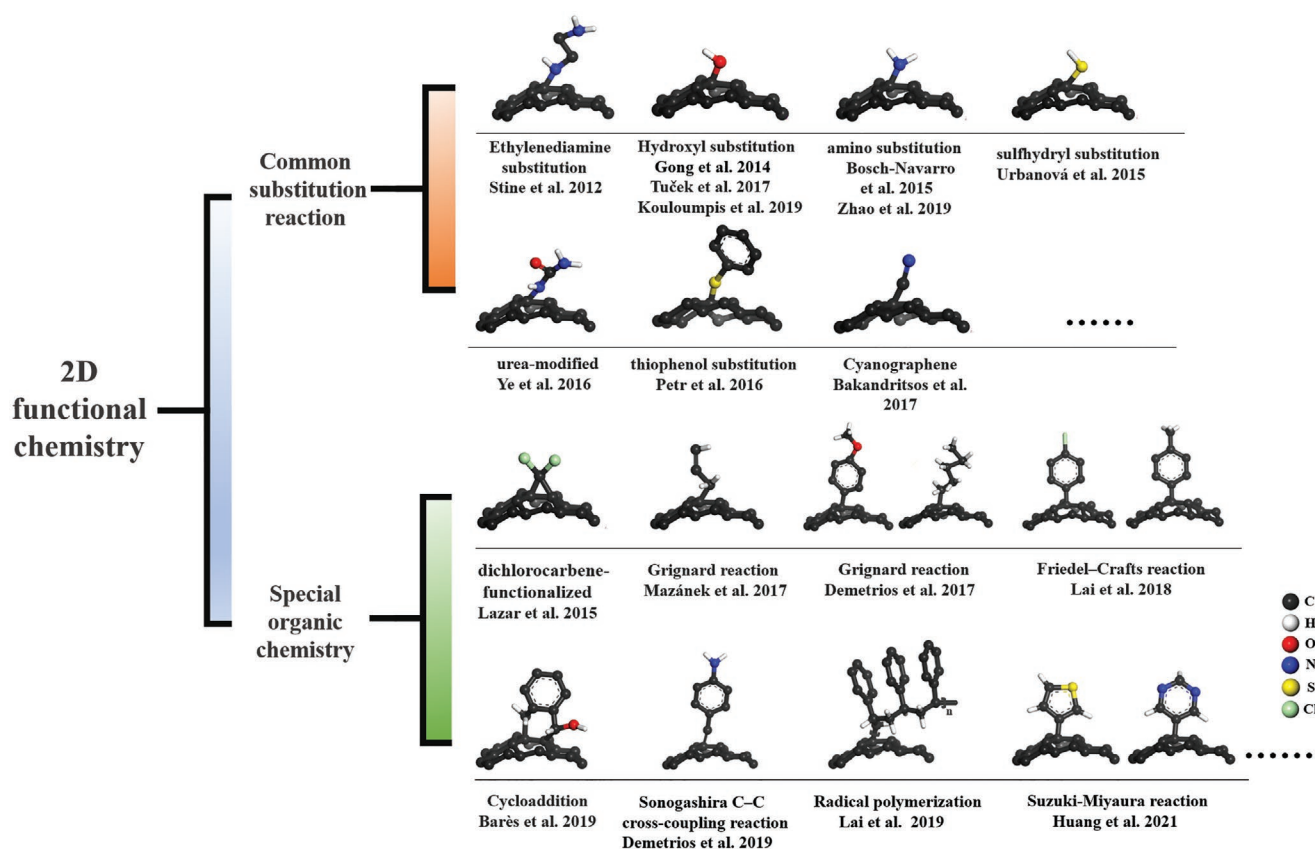 2D
functional
chemistry
Common
substitution
reaction
Ethylenediamine
substitution
Stine et al. 2012
Hydroxyl substitution
Gong et al. 2014
Tuček et al. 2017
Kouloumpis et al. 2019
amino substitution
Bosch-Navarro
et al. 2015
Zhao et al. 2019
sulfhydryl substitution
Urbanová et al. 2015
urea-modified
Ye et al. 2016
thiophenol substitution
Petr et al. 2016
Cyanographene
Bakandritsos et al.
2017
......
Special
organic
chemistry
dichlorocarbene-
functionalized
Lazar et al. 2015
Grignard reaction
Mazánek et al. 2017
Grignard reaction
Demetrios et al. 2017
Friedel–Crafts reaction
Lai et al. 2018
n
Cycloaddition
Barès et al. 2019
Sonogashira C–C
cross-coupling reaction
Demetrios et al. 2019
Radical polymerization
Lai et al. 2019
Suzuki-Miyaura reaction
Huang et al. 2021
......
C
H
O
N
S
Cl